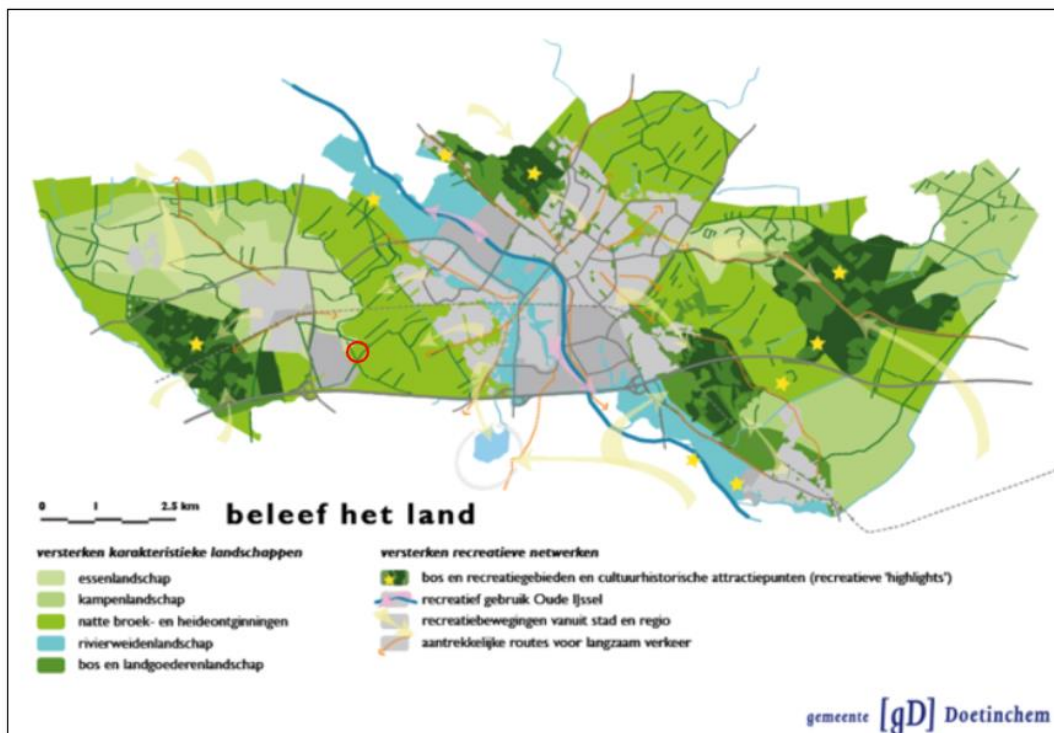 0 1 2.5 km
beleef het land
versterken karakteristieke landschappen
essenlandschap
kampenlandschap
natte broek- en heideontginningen
rivierweidenlandschap
bos en landgoederenlandschap
versterken recreatieve netwerken
bos en recreatiegebieden en cultuurhistorische attractiepunten (recreatieve 'highlights')
recreatief gebruik Oude IJssel
recreatiebewegingen vanuit stad en regio
aantrekkelijke routes voor langzaam verkeer
gemeente [gD] Doetinchem